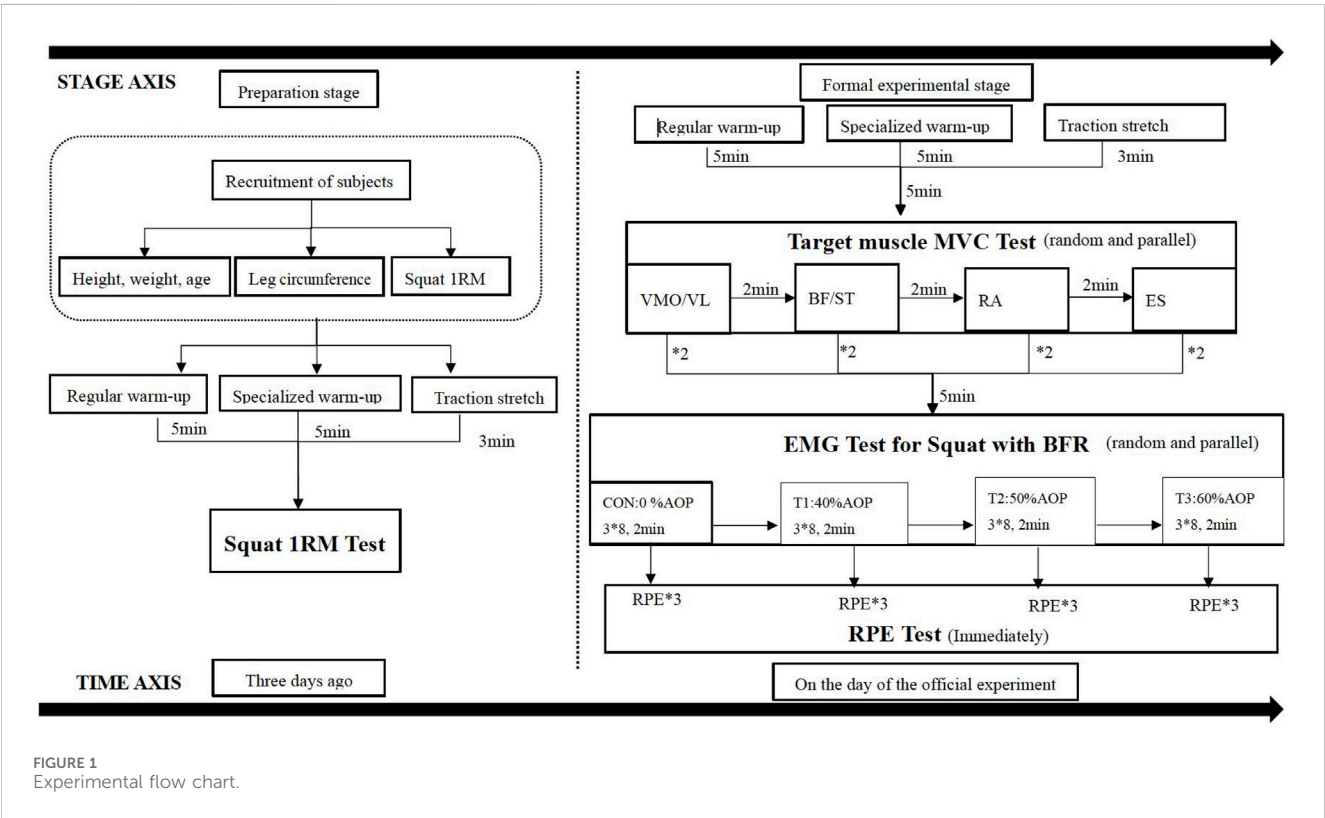 STAGE AXIS
Preparation stage
Recruitment of subjects
Height, weight, age
Leg circumference
Squat 1RM
Regular warm-up
Specialized warm-up
Traction stretch
5min
5min
3min
Squat 1RM Test
Formal experimental stage
Regular warm-up
Specialized warm-up
Traction stretch
5min
5min
3min
5min
Target muscle MVC Test (random and parallel)
VMO/VL
2min
BF/ST
2min
RA
2min
ES
*2
*2
*2
*2
5min
EMG Test for Squat with BFR (random and parallel)
CON:0 %AOP
3*8, 2min
T1:40%AOP
3*8, 2min
T2:50%AOP
3*8, 2min
T3:60%AOP
3*8, 2min
RPE*3
RPE*3
RPE*3
RPE*3
RPE Test (Immediately)
TIME AXIS
Three days ago
On the day of the official experiment
FIGURE 1
Experimental flow chart.